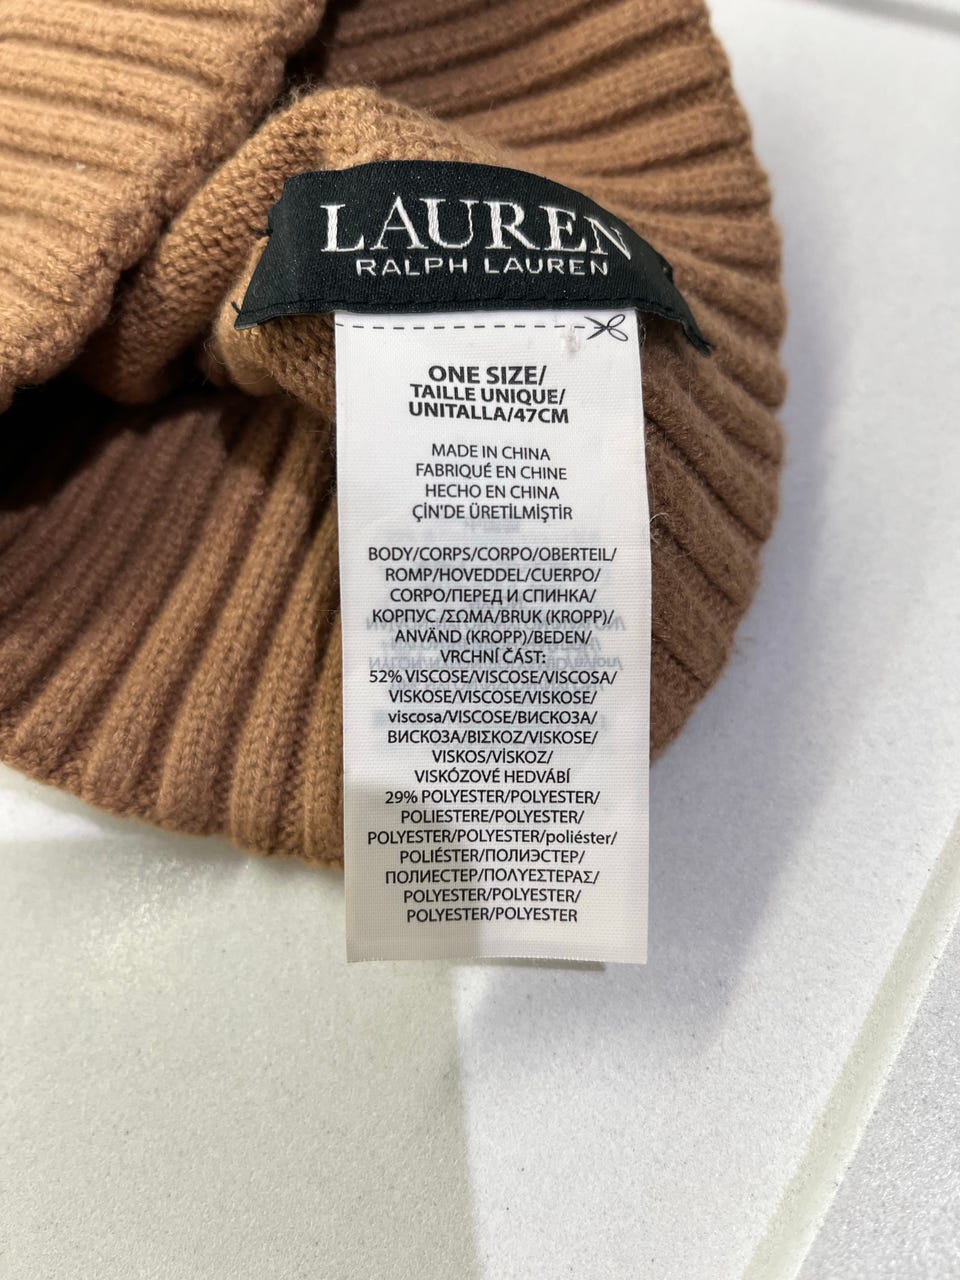 LAUREN
RALPH LAUREN
ONE SIZE/
TAILLE UNIQUE/
UNITALLA/47CM
MADE IN CHINA
FABRIQUÉ EN CHINE
HECHO EN CHINA
ÇİN'DE ÜRETİLMİŞTİR
BODY/CORPS/CORPO/OBERTEIL/
ROMP/HOVEDDEL/CUERPO/
CORPO/ПЕРЕД И СПИНКА/
КОРПУС /ΣΩΜΑ/BRUK (KROPP)/
ANVÄND (KROPP)/BEDEN/
VRCHNÍ ČÁST:
52% VISCOSE/VISCOSE/VISCOSA/
VISKOSE/VISCOSE/VISKOSE/
viscosa/VISCOSE/ВИСКОЗА/
ВИСКОЗА/ΒΙΣΚΟΖ/VISKOSE/
VISKOS/VİSKOZ/
VISKÓZOVÉ HEDVÁBÍ
29% POLYESTER/POLYESTER/
POLIESTERE/POLYESTER/
POLYESTER/POLYESTER/poliéster/
POLIÉSTER/ПОЛИЭСТЕР/
ПОЛИЕСТЕР/ΠΟΛΥΕΣΤΕΡΑΣ/
POLYESTER/POLYESTER/
POLYESTER/POLYESTER